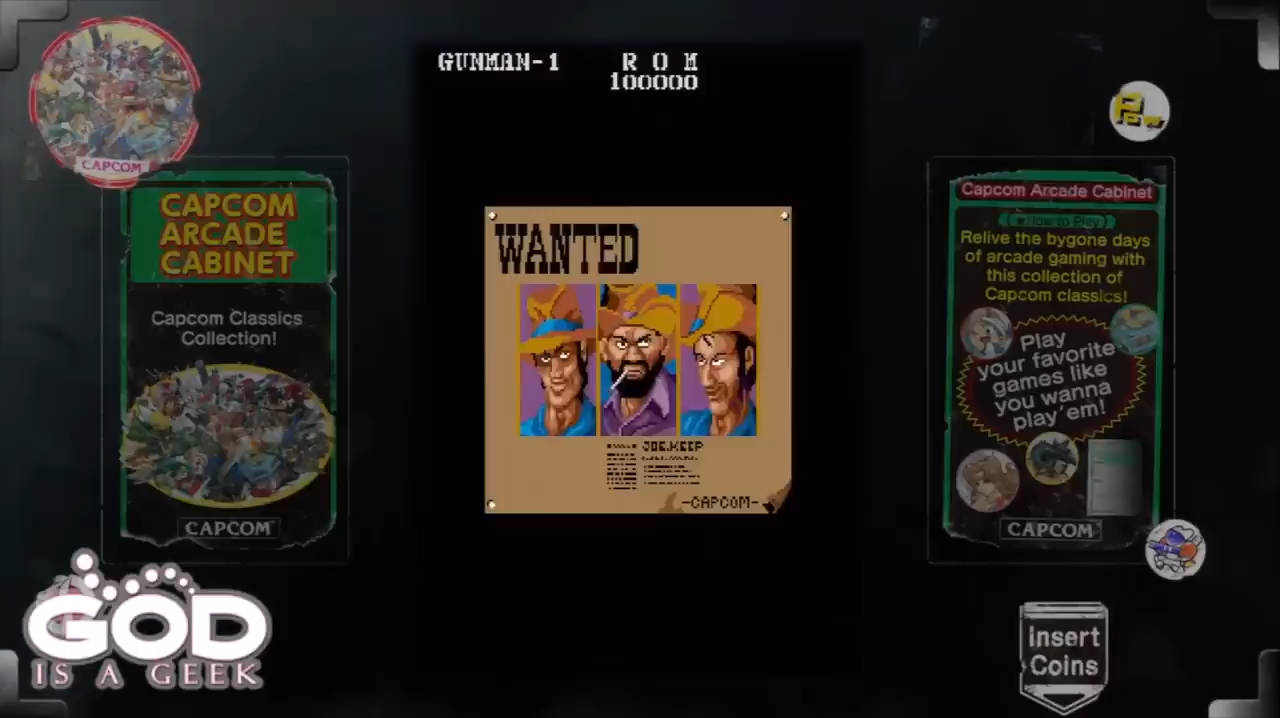 GUNMAN-1
R O M
100000
CAPCOM
CAPCOM
ARCADE
CABINET
Capcom Classics
Collection!
CAPCOM
WANTED
JOE.KEEP
-CAPCOM-
Capcom Arcade Cabinet
★How to Play
Relive the bygone days
of arcade gaming with
this collection of
Capcom classics!
Play
your favorite
games like
you wanna
play'em!
CAPCOM
GOD
IS A GEEK
Insert
Coins